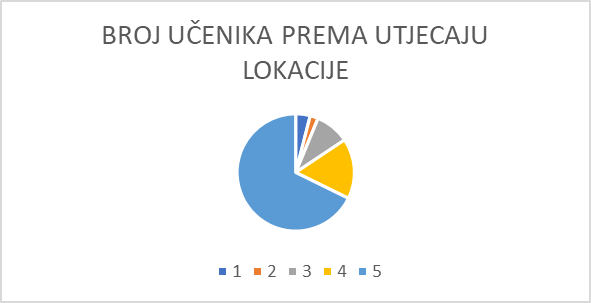 BROJ UČENIKA PREMA UTJECAJU
LOKACIJE
1 2 3 4 5